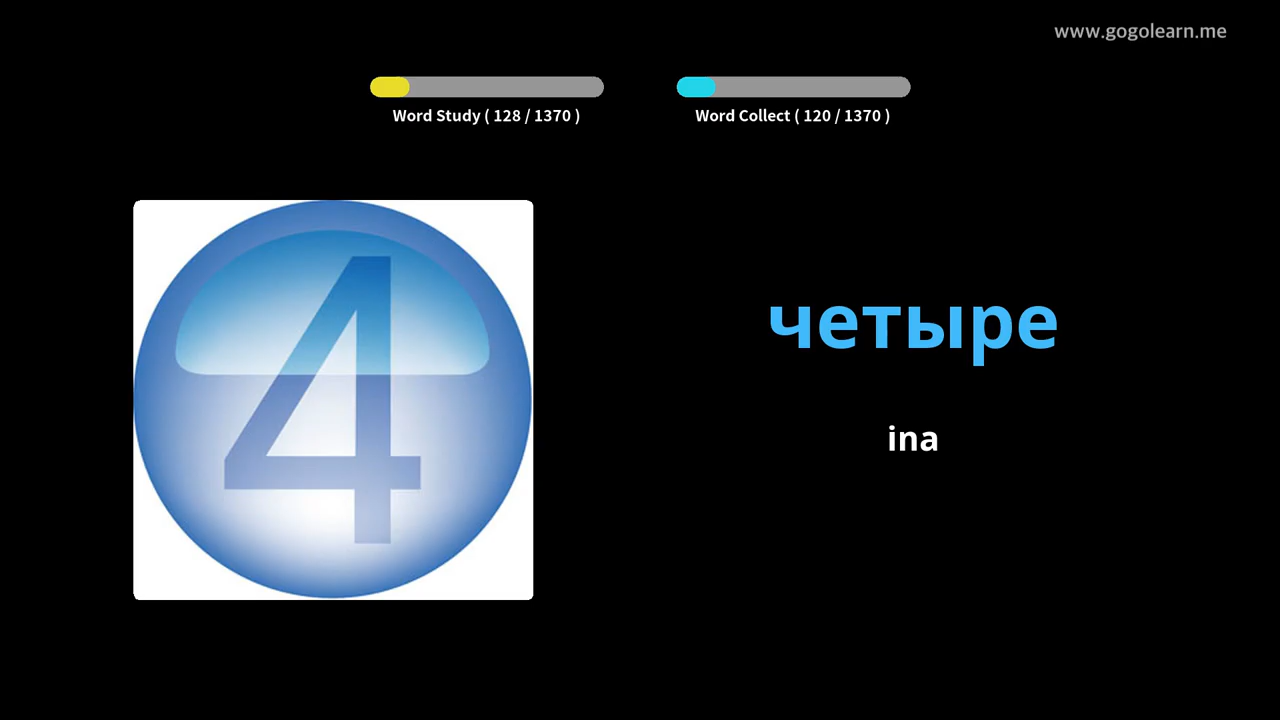 www.gogolearn.me
Word Study ( 128 / 1370 )
Word Collect ( 120 / 1370 )
4
четыре
ina